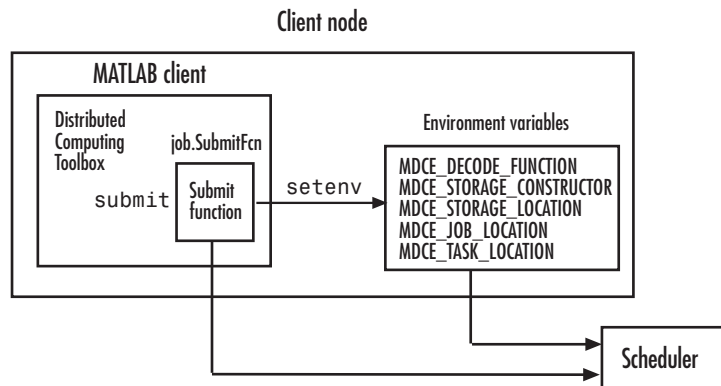 Client node
MATLAB client
Distributed
Computing
Toolbox
job.SubmitFcn
submit
Submit
function
setenv
Environment variables
MDCE_DECODE_FUNCTION
MDCE_STORAGE_CONSTRUCTOR
MDCE_STORAGE_LOCATION
MDCE_JOB_LOCATION
MDCE_TASK_LOCATION
Scheduler